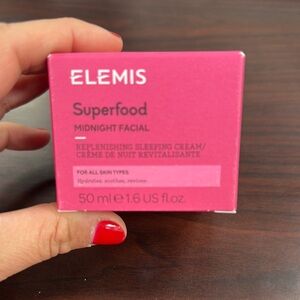 ELEMIS
Superfood
MIDNIGHT FACIAL
REPLENISHING SLEEPING CREAM/
CRÈME DE NUIT REVITALISANTE
FOR ALL SKIN TYPES
Hydrates, soothes, revives
50 ml ℮ 1.6 US fl.oz.